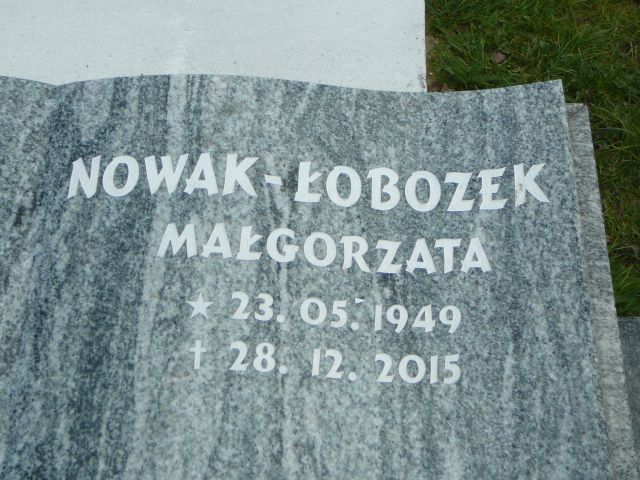 NOWAK-ŁOBOZEK
MAŁGORZATA
★ 23. 05. 1949
† 28. 12. 2015